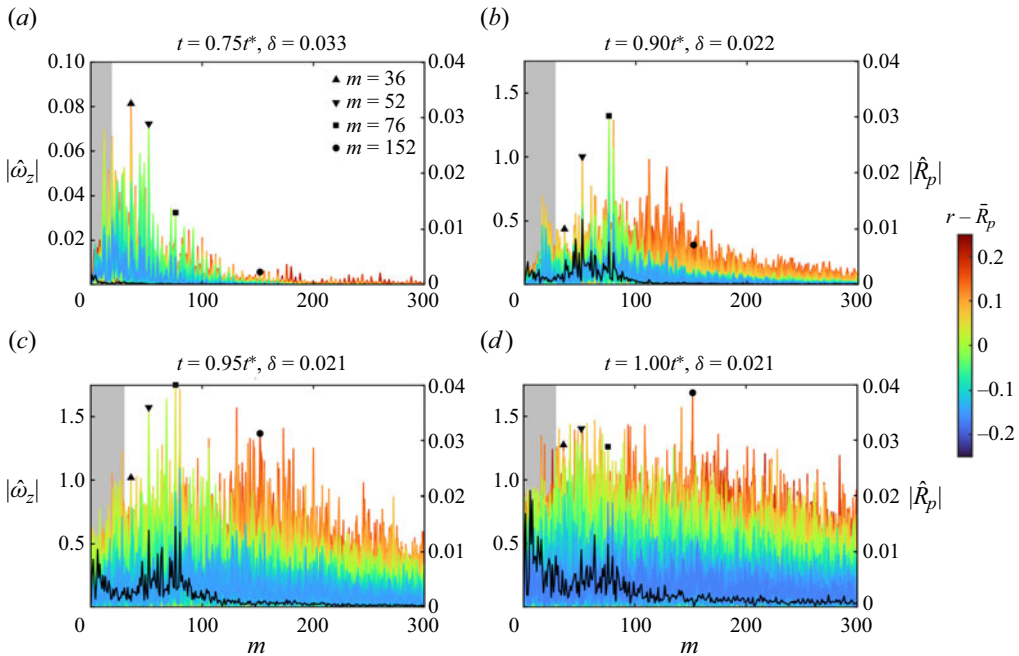 (a)
t = 0.75t*, δ = 0.033
0.10
0.08
0.06
0.04
0.02
|ω̂z|
0.04
0.03
0.02
0.01
0
▲ m = 36
▼ m = 52
■ m = 76
● m = 152
0 100 200 300
(b)
t = 0.90t*, δ = 0.022
1.5
1.0
0.5
0.04
0.03
0.02
0.01
0
|R̂p|
0 100 200 300
(c)
t = 0.95t*, δ = 0.021
1.5
1.0
0.5
|ω̂z|
0.04
0.03
0.02
0.01
0
0 100 200 300
m
(d)
t = 1.00t*, δ = 0.021
1.5
1.0
0.5
0.04
0.03
0.02
0.01
0
|R̂p|
0 100 200 300
m
r – R̄p
0.2
0.1
0
–0.1
–0.2